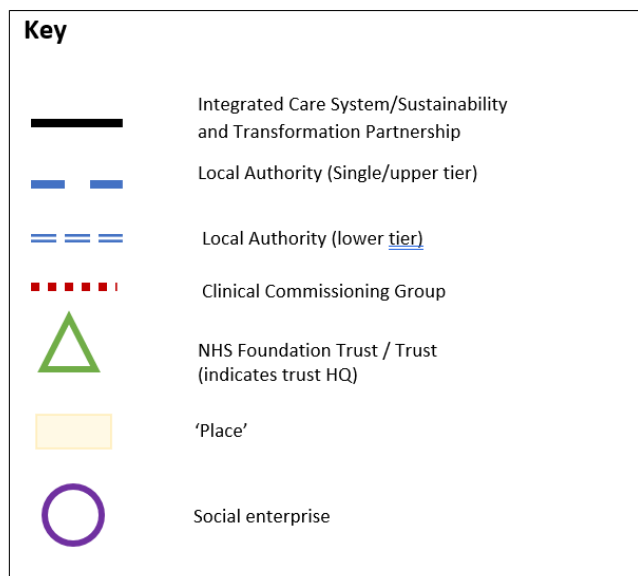 Key
Integrated Care System/Sustainability
and Transformation Partnership
Local Authority (Single/upper tier)
Local Authority (lower tier)
Clinical Commissioning Group
NHS Foundation Trust / Trust
(indicates trust HQ)
‘Place’
Social enterprise